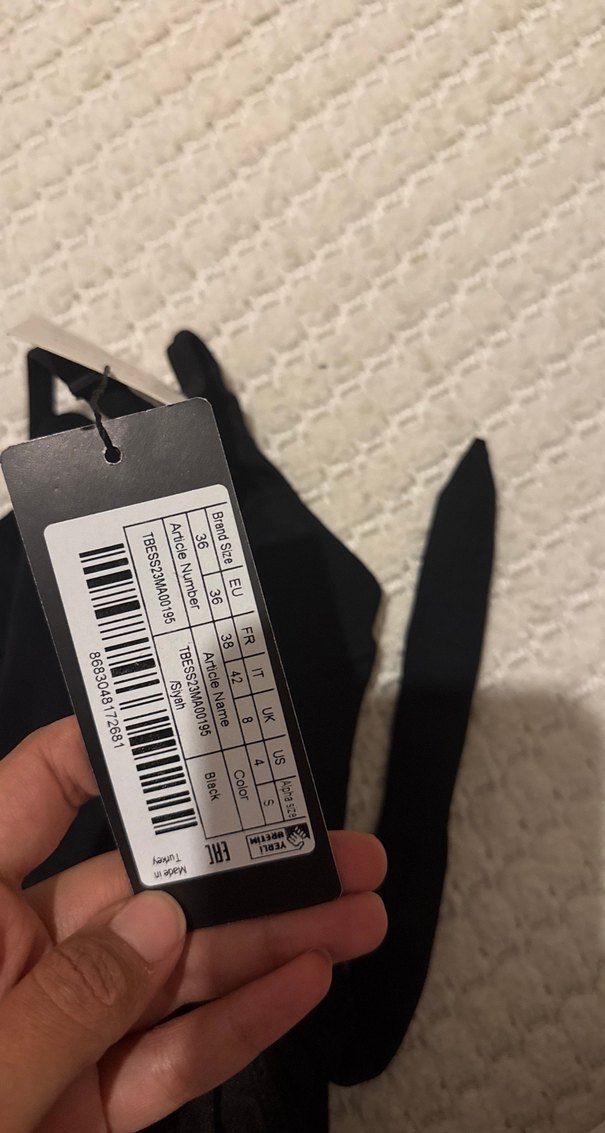 Brand Size EU FR IT UK US Alpha size
36 36 38 42 8 4 S
Article Number Article Name Color
TBESS23MA00195 TBESS23MA00195 Black
/Siyah
8683048172681
YERLİ
ÜRETİM
EAC
Made in
Turkey